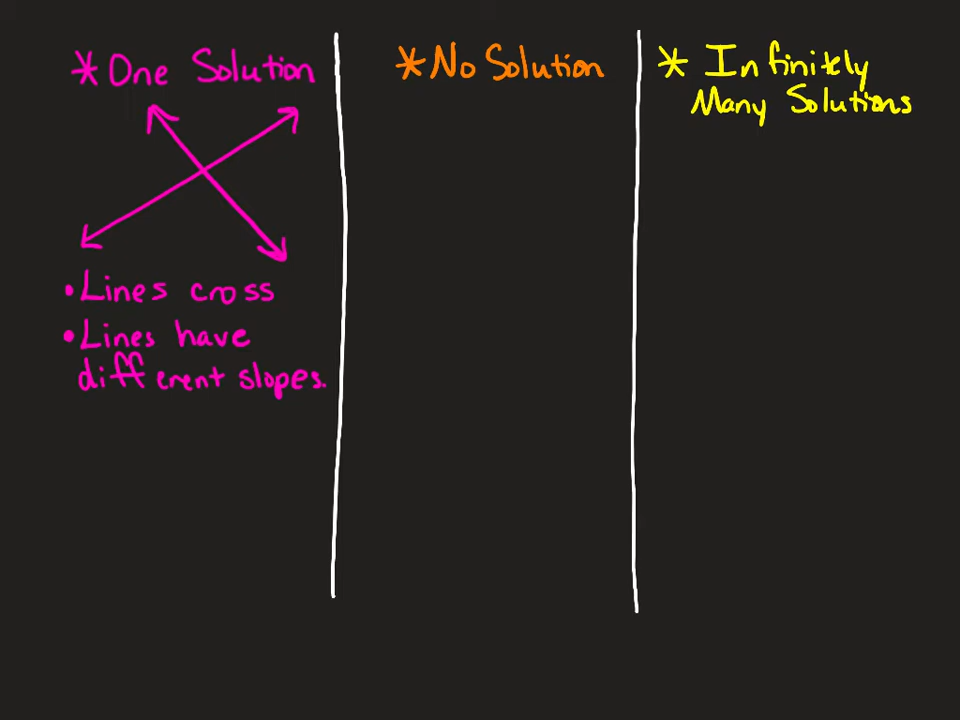 *One Solution
• Lines cross
• Lines have
different slopes.
*No Solution
* Infinitely
Many Solutions